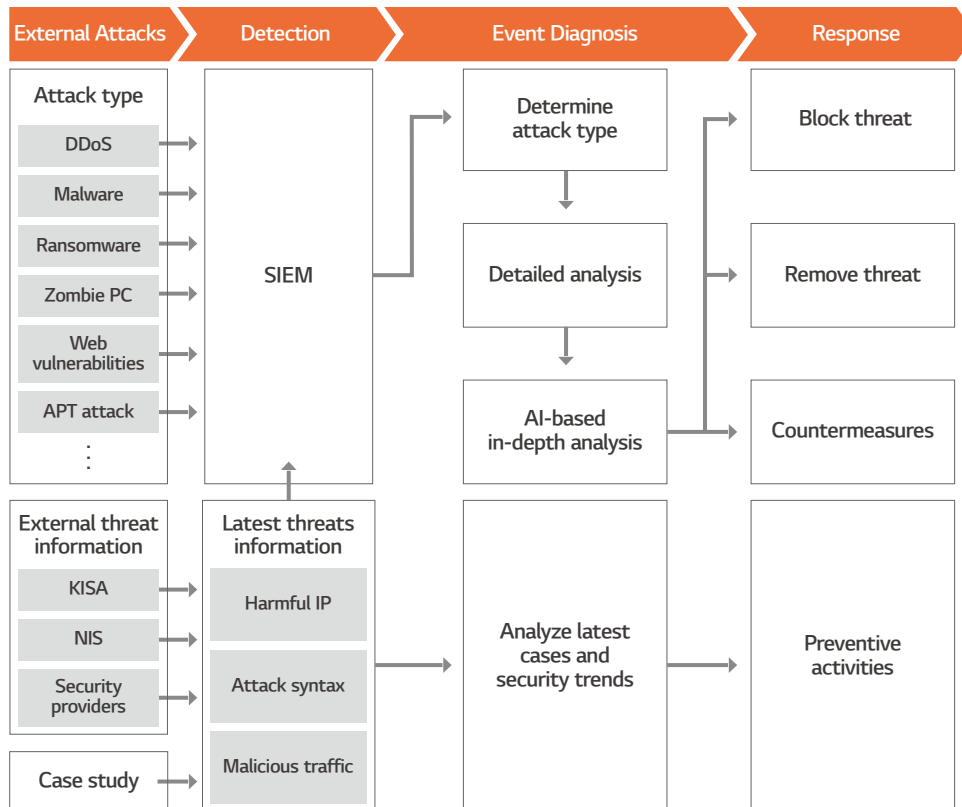 External Attacks
Detection
Event Diagnosis
Response
Attack type
DDoS
Malware
Ransomware
Zombie PC
Web
vulnerabilities
APT attack
⋮
SIEM
Determine
attack type
Detailed analysis
AI-based
in-depth analysis
Block threat
Remove threat
Countermeasures
External threat
information
KISA
NIS
Security
providers
Case study
Latest threats
information
Harmful IP
Attack syntax
Malicious traffic
Analyze latest
cases and
security trends
Preventive
activities